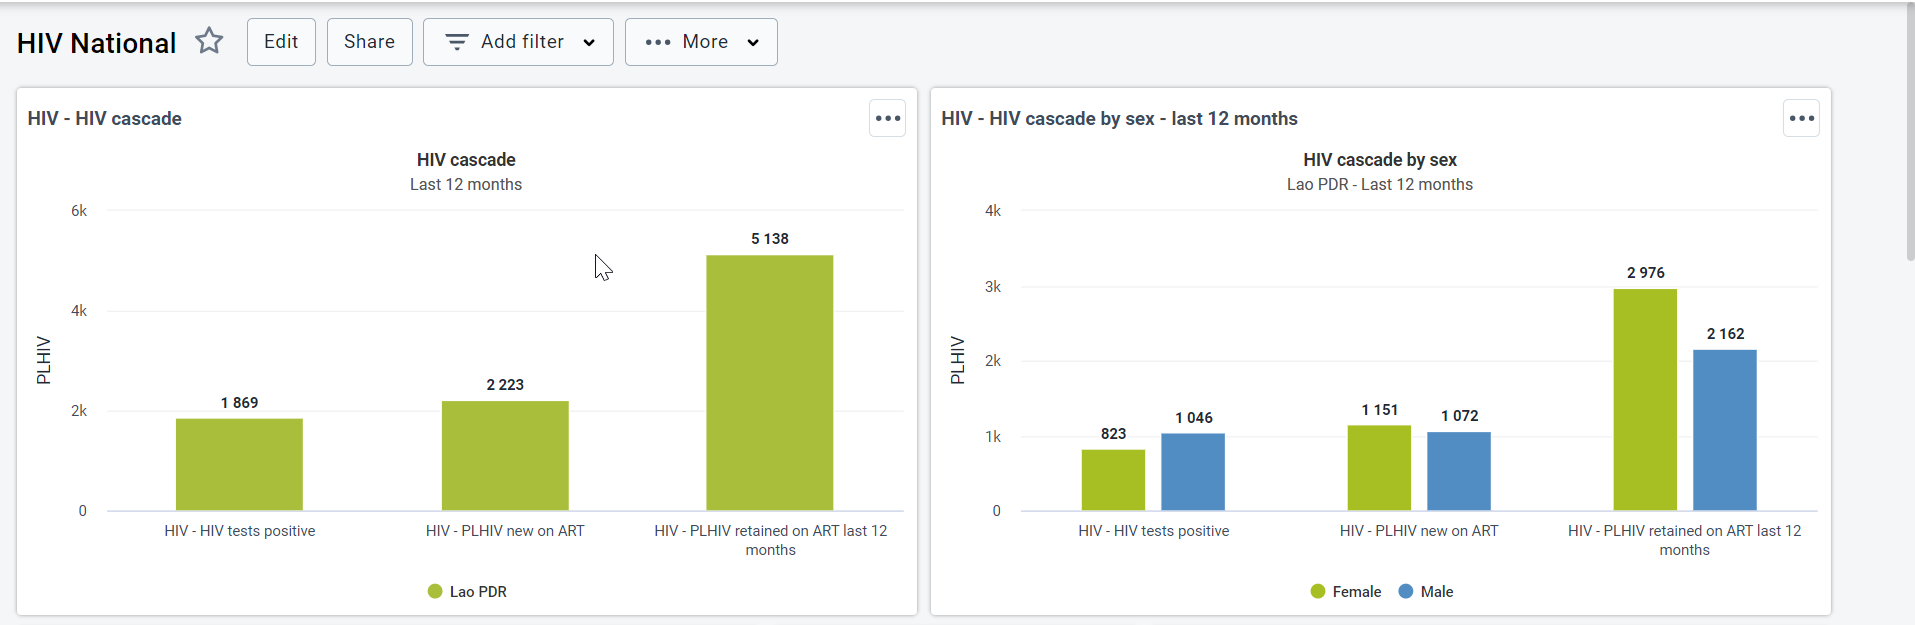 HIV National
Edit
Share
Add filter
More
HIV - HIV cascade
HIV cascade
Last 12 months
6k
4k
2k
0
PLHIV
1 869
2 223
5 138
HIV - HIV tests positive
HIV - PLHIV new on ART
HIV - PLHIV retained on ART last 12
months
Lao PDR
HIV - HIV cascade by sex - last 12 months
HIV cascade by sex
Lao PDR - Last 12 months
4k
3k
2k
1k
0
PLHIV
823
1 046
1 151
1 072
2 976
2 162
HIV - HIV tests positive
HIV - PLHIV new on ART
HIV - PLHIV retained on ART last 12
months
Female
Male